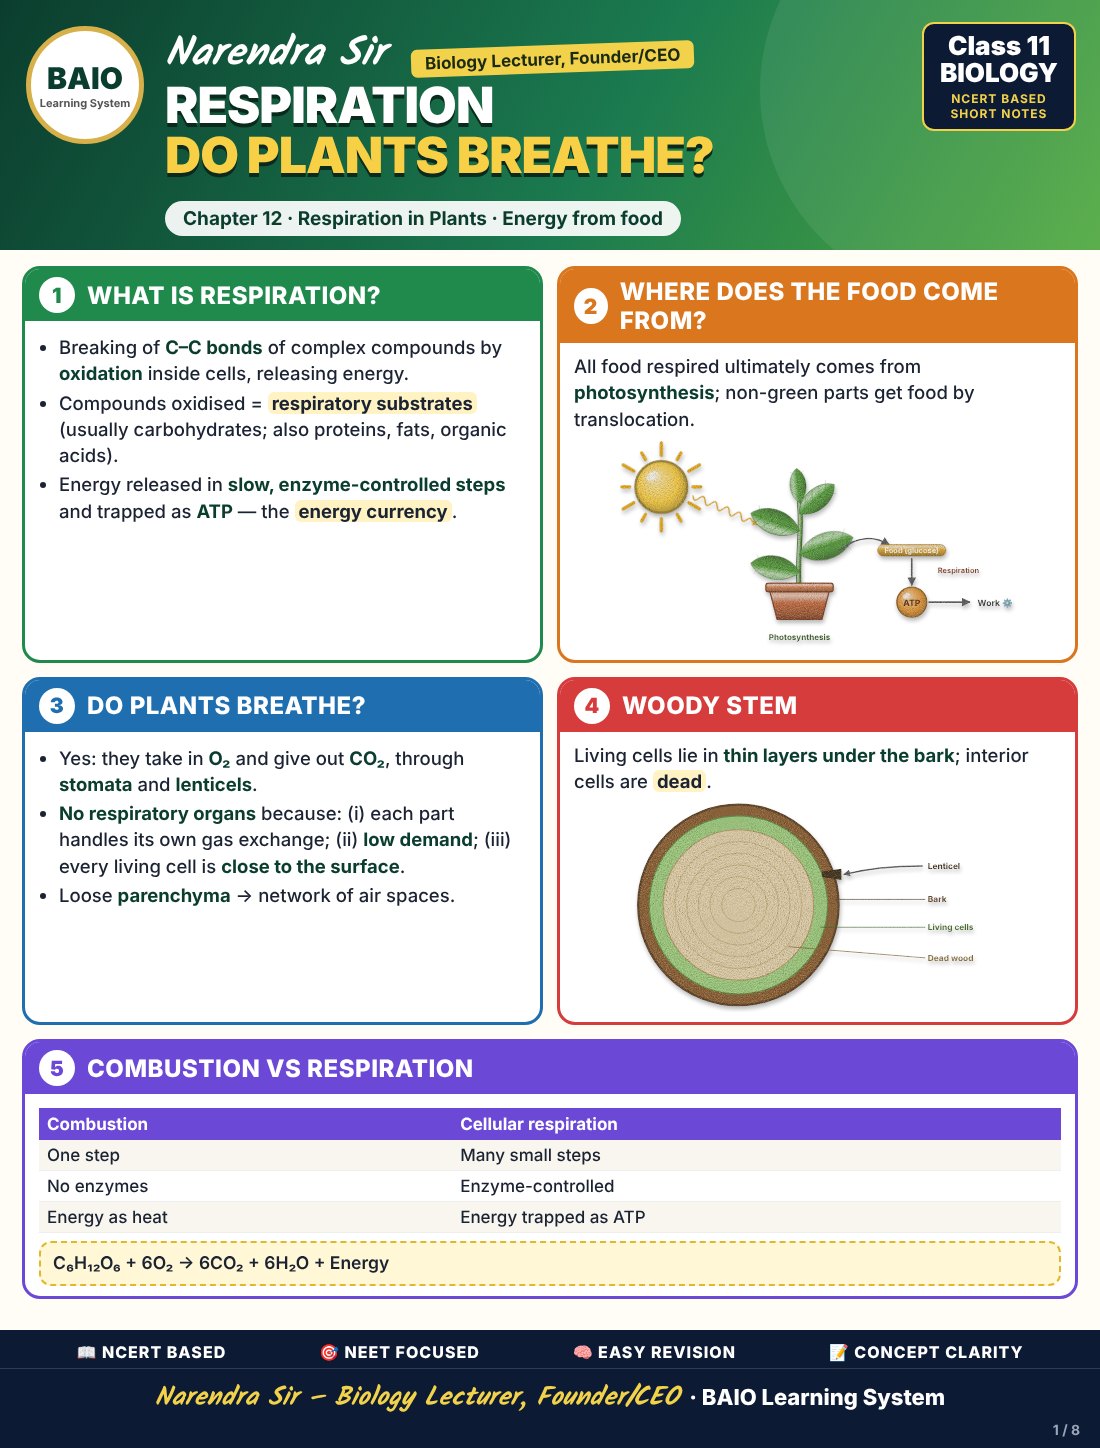 BAIO
Learning System
Narendra Sir
Biology Lecturer, Founder/CEO
RESPIRATION
DO PLANTS BREATHE?
Chapter 12 · Respiration in Plants · Energy from food
Class 11
BIOLOGY
NCERT BASED
SHORT NOTES
1 WHAT IS RESPIRATION?
• Breaking of C–C bonds of complex compounds by
oxidation inside cells, releasing energy.
• Compounds oxidised = respiratory substrates
(usually carbohydrates; also proteins, fats, organic
acids).
• Energy released in slow, enzyme-controlled steps
and trapped as ATP — the energy currency.
2 WHERE DOES THE FOOD COME
FROM?
All food respired ultimately comes from
photosynthesis; non-green parts get food by
translocation.
Food (glucose)
Respiration
ATP
Work ⚙️
Photosynthesis
3 DO PLANTS BREATHE?
• Yes: they take in O₂ and give out CO₂, through
stomata and lenticels.
• No respiratory organs because: (i) each part
handles its own gas exchange; (ii) low demand; (iii)
every living cell is close to the surface.
• Loose parenchyma → network of air spaces.
4 WOODY STEM
Living cells lie in thin layers under the bark; interior
cells are dead.
Lenticel
Bark
Living cells
Dead wood
5 COMBUSTION VS RESPIRATION
Combustion Cellular respiration
One step Many small steps
No enzymes Enzyme-controlled
Energy as heat Energy trapped as ATP
C₆H₁₂O₆ + 6O₂ → 6CO₂ + 6H₂O + Energy
📖 NCERT BASED 🎯 NEET FOCUSED 🧠 EASY REVISION 📝 CONCEPT CLARITY
Narendra Sir – Biology Lecturer, Founder/CEO · BAIO Learning System
1 / 8